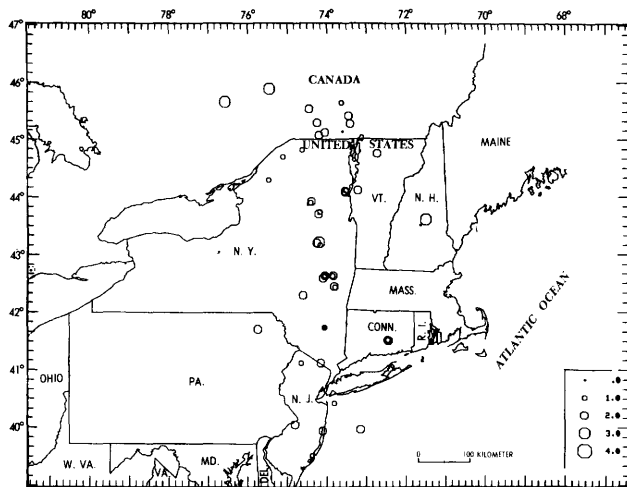 80° 78° 76° 74° 72° 70° 68°
47°
46°
45°
44°
43°
42°
41°
40°
CANADA
UNITED STATES
MAINE
VT.
N. H.
N. Y.
MASS.
CONN.
R. I.
ATLANTIC OCEAN
OHIO
PA.
N. J.
W. VA.
VA
MD.
DEL
0 100 KILOMETER
.0
1.0
2.0
3.0
4.0